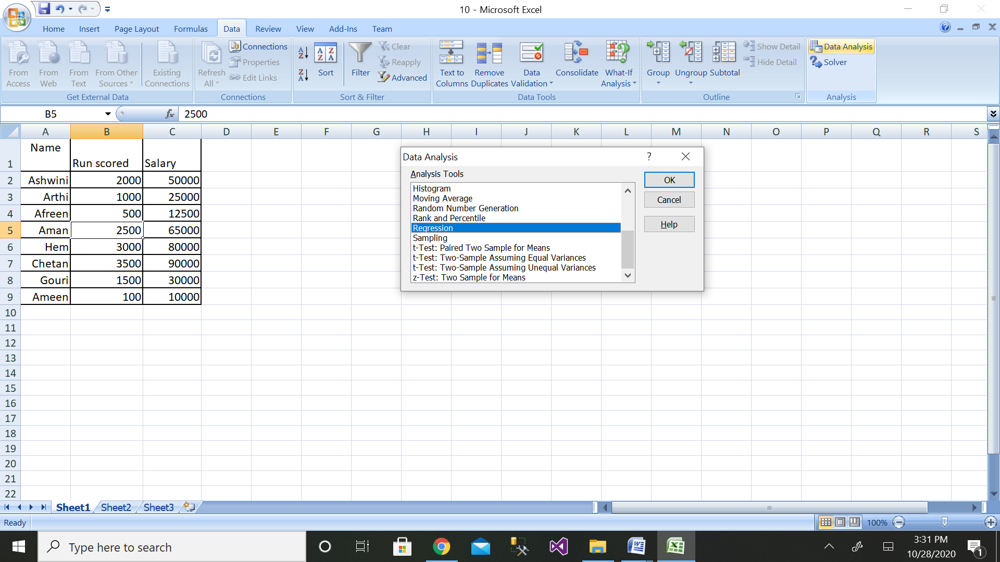 10 - Microsoft Excel
Home Insert Page Layout Formulas Data Review View Add-Ins Team
From Access
From Web
From Text
From Other Sources
Existing Connections
Get External Data
Refresh All
Connections
Properties
Edit Links
Connections
Sort
Filter
Clear
Reapply
Advanced
Sort & Filter
Text to Columns
Remove Duplicates
Data Validation
Consolidate
What-If Analysis
Data Tools
Group
Ungroup
Subtotal
Show Detail
Hide Detail
Outline
Data Analysis
Solver
Analysis
B5 fx 2500
A B C D E F G H I J K L M N O P Q R S
1 Name Run scored Salary
2 Ashwini 2000 50000
3 Arthi 1000 25000
4 Afreen 500 12500
5 Aman 2500 65000
6 Hem 3000 80000
7 Chetan 3500 90000
8 Gouri 1500 30000
9 Ameen 100 10000
10
11
12
13
14
15
16
17
18
19
20
21
22
Data Analysis ?
Analysis Tools
Histogram
Moving Average
Random Number Generation
Rank and Percentile
Regression
Sampling
t-Test: Paired Two Sample for Means
t-Test: Two-Sample Assuming Equal Variances
t-Test: Two-Sample Assuming Unequal Variances
z-Test: Two Sample for Means
OK
Cancel
Help
Sheet1 Sheet2 Sheet3
Ready 100%
Type here to search
3:31 PM
10/28/2020
1